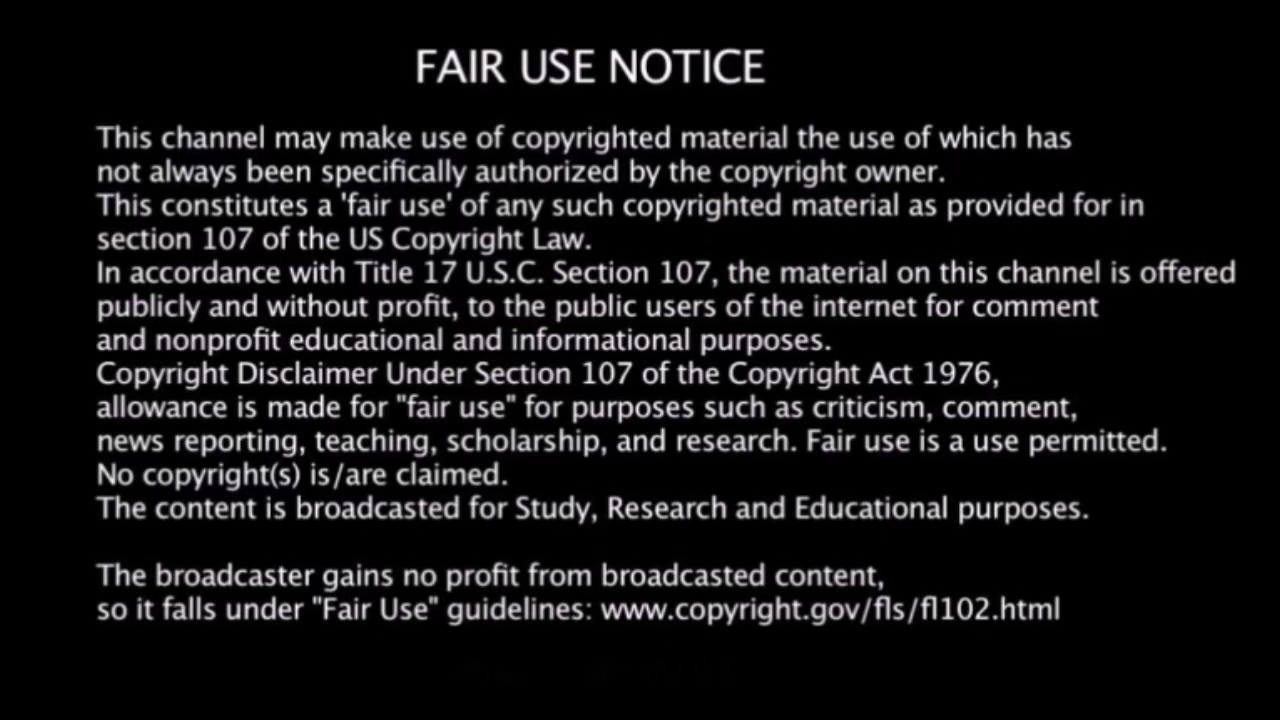 FAIR USE NOTICE
This channel may make use of copyrighted material the use of which has
not always been specifically authorized by the copyright owner.
This constitutes a 'fair use' of any such copyrighted material as provided for in
section 107 of the US Copyright Law.
In accordance with Title 17 U.S.C. Section 107, the material on this channel is offered
publicly and without profit, to the public users of the internet for comment
and nonprofit educational and informational purposes.
Copyright Disclaimer Under Section 107 of the Copyright Act 1976,
allowance is made for "fair use" for purposes such as criticism, comment,
news reporting, teaching, scholarship, and research. Fair use is a use permitted.
No copyright(s) is/are claimed.
The content is broadcasted for Study, Research and Educational purposes.
The broadcaster gains no profit from broadcasted content,
so it falls under "Fair Use" guidelines: www.copyright.gov/fls/fl102.html